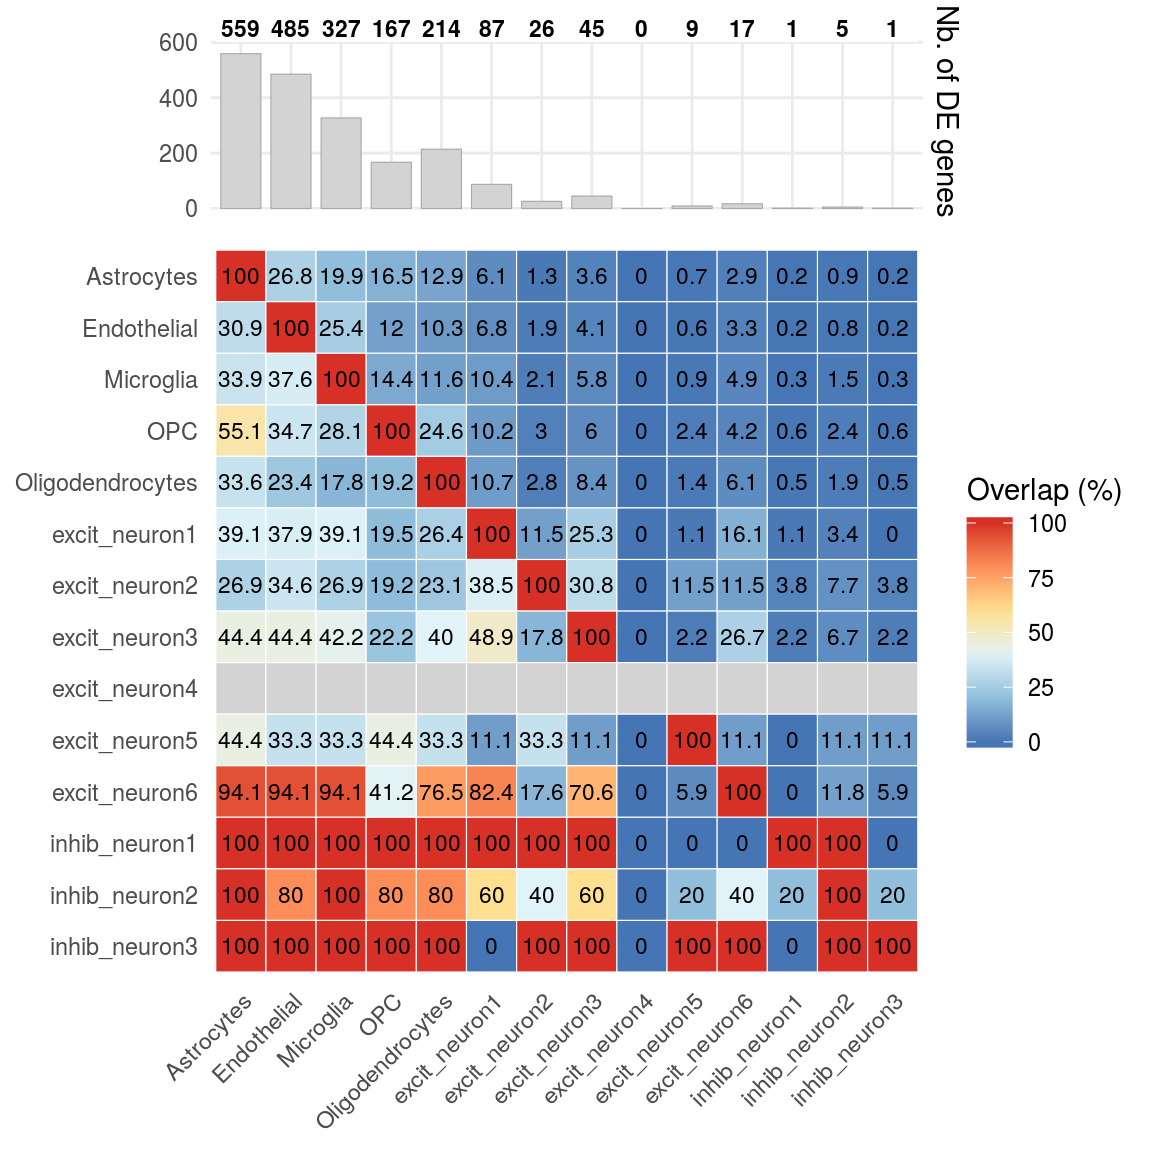 559 485 327 167 214 87 26 45 0 9 17 1 5 1
Nb. of DE genes
600
400
200
0
Astrocytes 100 26.8 19.9 16.5 12.9 6.1 1.3 3.6 0 0.7 2.9 0.2 0.9 0.2
Endothelial 30.9 100 25.4 12 10.3 6.8 1.9 4.1 0 0.6 3.3 0.2 0.8 0.2
Microglia 33.9 37.6 100 14.4 11.6 10.4 2.1 5.8 0 0.9 4.9 0.3 1.5 0.3
OPC 55.1 34.7 28.1 100 24.6 10.2 3 6 0 2.4 4.2 0.6 2.4 0.6
Oligodendrocytes 33.6 23.4 17.8 19.2 100 10.7 2.8 8.4 0 1.4 6.1 0.5 1.9 0.5
excit_neuron1 39.1 37.9 39.1 19.5 26.4 100 11.5 25.3 0 1.1 16.1 1.1 3.4 0
excit_neuron2 26.9 34.6 26.9 19.2 23.1 38.5 100 30.8 0 11.5 11.5 3.8 7.7 3.8
excit_neuron3 44.4 44.4 42.2 22.2 40 48.9 17.8 100 0 2.2 26.7 2.2 6.7 2.2
excit_neuron4
excit_neuron5 44.4 33.3 33.3 44.4 33.3 11.1 33.3 11.1 0 100 11.1 0 11.1 11.1
excit_neuron6 94.1 94.1 94.1 41.2 76.5 82.4 17.6 70.6 0 5.9 100 0 11.8 5.9
inhib_neuron1 100 100 100 100 100 100 100 100 0 0 0 100 100 0
inhib_neuron2 100 80 100 80 80 60 40 60 0 20 40 20 100 20
inhib_neuron3 100 100 100 100 100 0 100 100 0 100 100 0 100 100
Astrocytes
Endothelial
Microglia
OPC
Oligodendrocytes
excit_neuron1
excit_neuron2
excit_neuron3
excit_neuron4
excit_neuron5
excit_neuron6
inhib_neuron1
inhib_neuron2
inhib_neuron3
Overlap (%)
100
75
50
25
0